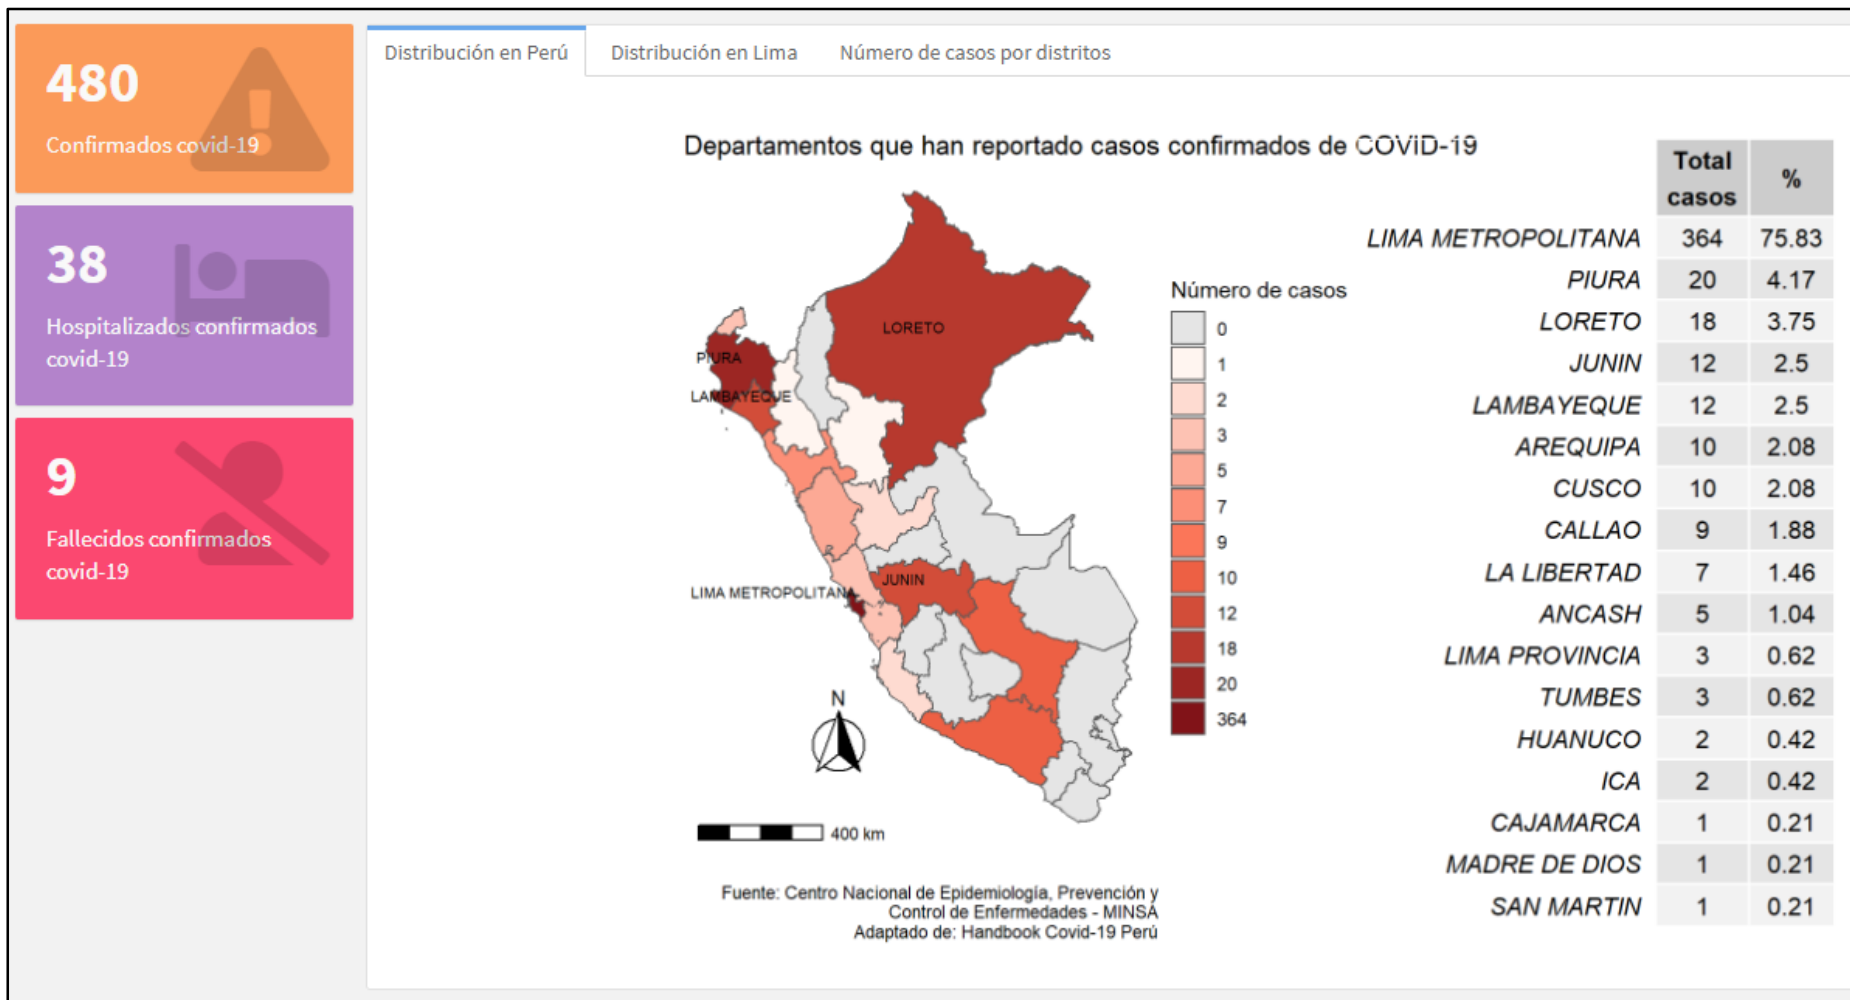 480
Confirmados covid-19
38
Hospitalizados confirmados
covid-19
9
Fallecidos confirmados
covid-19
Distribución en Perú
Distribución en Lima
Número de casos por distritos
Departamentos que han reportado casos confirmados de COViD-19
LORETO
PIURA
LAMBAYEQUE
JUNIN
LIMA METROPOLITANA
N
400 km
Número de casos
0
1
2
3
5
7
9
10
12
18
20
364
Fuente: Centro Nacional de Epidemiología, Prevención y
Control de Enfermedades - MINSA
Adaptado de: Handbook Covid-19 Perú
Total casos %
LIMA METROPOLITANA 364 75.83
PIURA 20 4.17
LORETO 18 3.75
JUNIN 12 2.5
LAMBAYEQUE 12 2.5
AREQUIPA 10 2.08
CUSCO 10 2.08
CALLAO 9 1.88
LA LIBERTAD 7 1.46
ANCASH 5 1.04
LIMA PROVINCIA 3 0.62
TUMBES 3 0.62
HUANUCO 2 0.42
ICA 2 0.42
CAJAMARCA 1 0.21
MADRE DE DIOS 1 0.21
SAN MARTIN 1 0.21